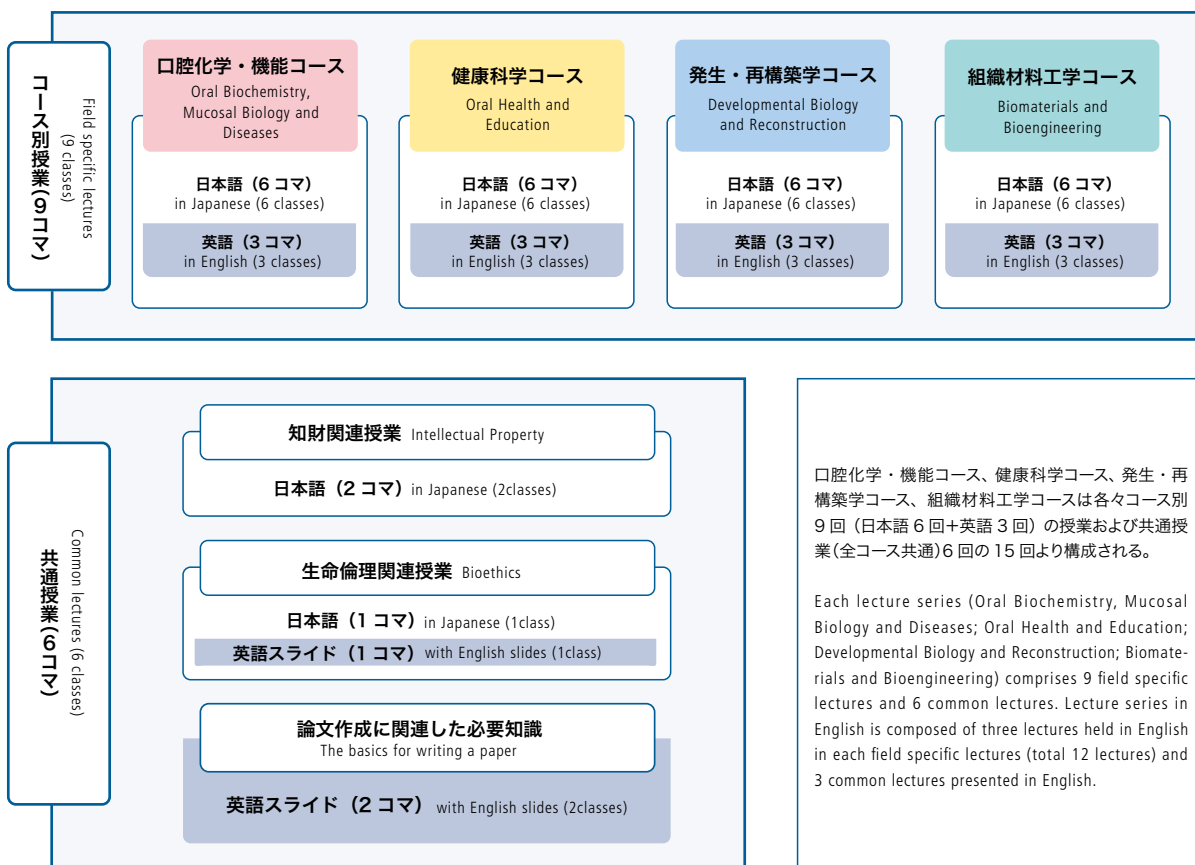 コース別授業(9コマ)
Field specific lectures
(9 classes)
口腔化学・機能コース
Oral Biochemistry,
Mucosal Biology and
Diseases
日本語（6 コマ）
in Japanese (6 classes)
英語（3 コマ）
in English (3 classes)
健康科学コース
Oral Health and
Education
日本語（6 コマ）
in Japanese (6 classes)
英語（3 コマ）
in English (3 classes)
発生・再構築学コース
Developmental Biology
and Reconstruction
日本語（6 コマ）
in Japanese (6 classes)
英語（3 コマ）
in English (3 classes)
組織材料工学コース
Biomaterials and
Bioengineering
日本語（6 コマ）
in Japanese (6 classes)
英語（3 コマ）
in English (3 classes)
共通授業(6コマ)
Common lectures (6 classes)
知財関連授業 Intellectual Property
日本語（2 コマ）in Japanese (2classes)
生命倫理関連授業 Bioethics
日本語（1 コマ）in Japanese (1class)
英語スライド（1 コマ）with English slides (1class)
論文作成に関連した必要知識
The basics for writing a paper
英語スライド（2 コマ）with English slides (2classes)
口腔化学・機能コース、健康科学コース、発生・再
構築学コース、組織材料工学コースは各々コース別
9 回（日本語 6 回+英語 3 回）の授業および共通授
業(全コース共通)6 回の 15 回より構成される。
Each lecture series (Oral Biochemistry, Mucosal
Biology and Diseases; Oral Health and Education;
Developmental Biology and Reconstruction; Biomate-
rials and Bioengineering) comprises 9 field specific
lectures and 6 common lectures. Lecture series in
English is composed of three lectures held in English
in each field specific lectures (total 12 lectures) and
3 common lectures presented in English.